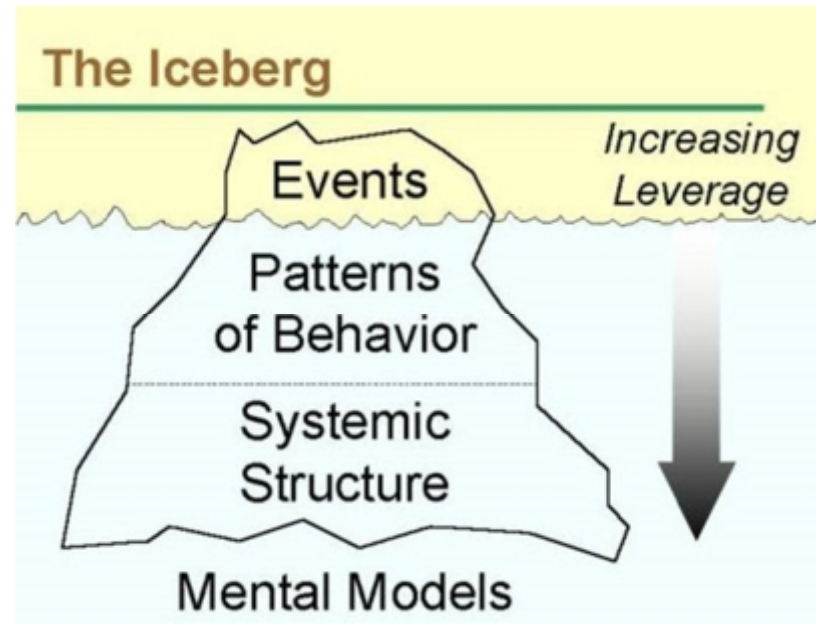 The Iceberg
Increasing
Leverage
Events
Patterns
of Behavior
Systemic
Structure
Mental Models